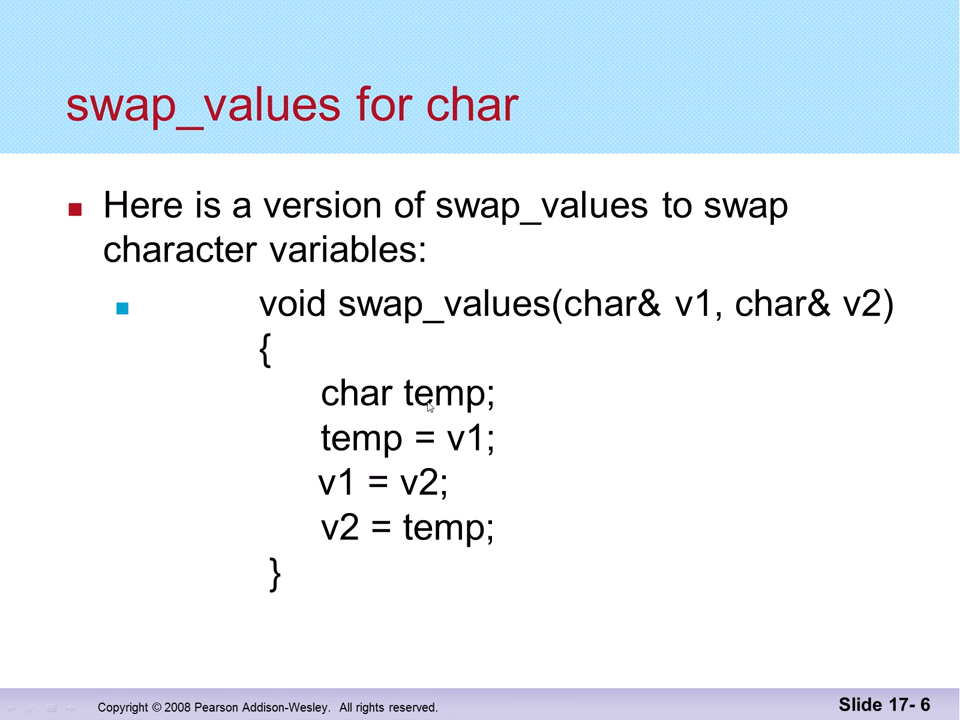 swap_values for char
Here is a version of swap_values to swap
character variables:
void swap_values(char& v1, char& v2)
{
char temp;
temp = v1;
v1 = v2;
v2 = temp;
}
Copyright © 2008 Pearson Addison-Wesley. All rights reserved.
Slide 17- 6